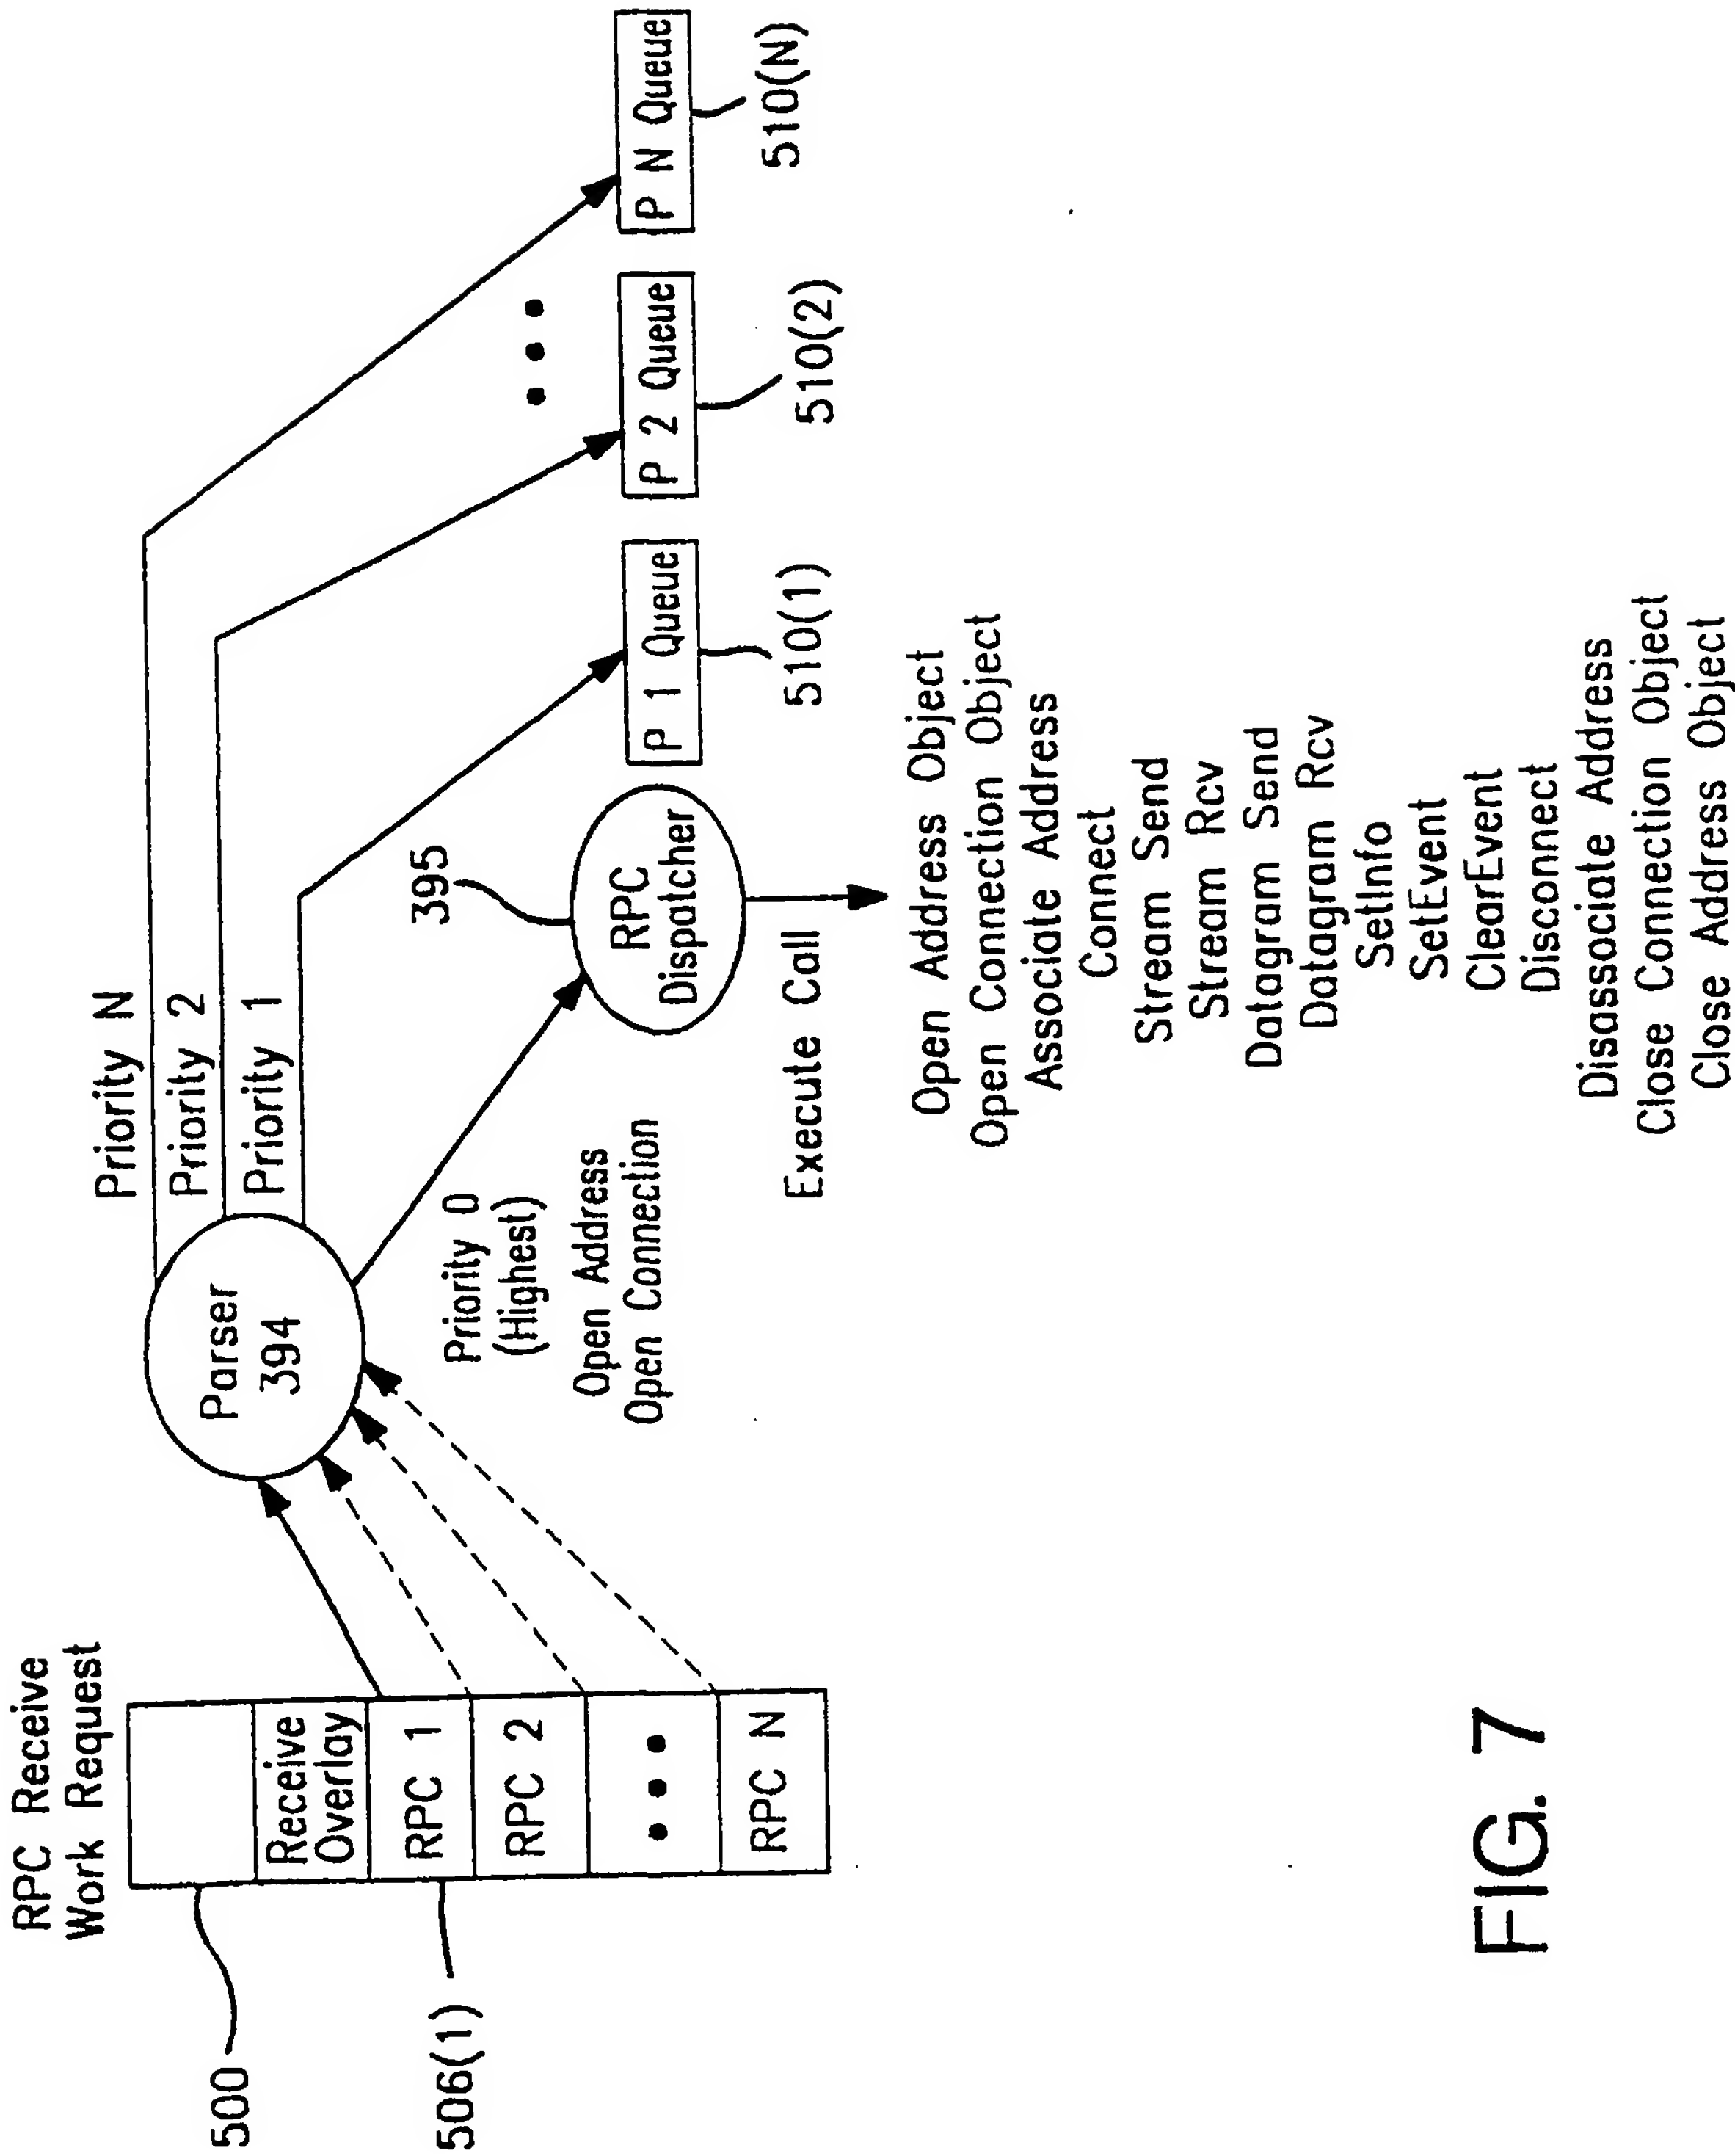 RPC Receive
Work Request
500
Receive
Overlay
RPC 1
506(1)
RPC 2
•••
RPC N
Parser
394
Priority N
Priority 2
Priority 1
Priority 0
(Highest)
Open Address
Open Connection
395
RPC
Dispatcher
•••
P 1 Queue
510(1)
P 2 Queue
510(2)
P N Queue
510(N)
Execute Call
Open Address Object
Open Connection Object
Associate Address
Connect
Stream Send
Stream Rcv
Datagram Send
Datagram Rcv
SetInfo
SetEvent
ClearEvent
Disconnect
Disassociate Address
Close Connection Object
Close Address Object
FIG. 7